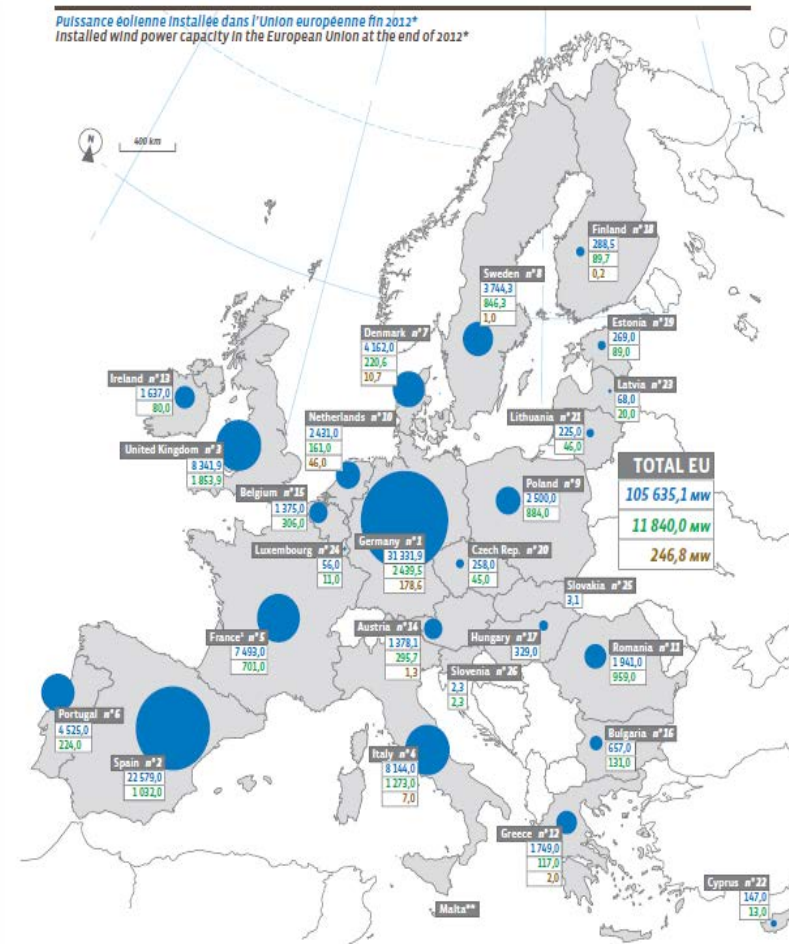 Puissance éolienne installée dans l'Union européenne fin 2012*
Installed wind power capacity in the European Union at the end of 2012*
N
400 km
Finland n°18
288,5
89,7
0,2
Sweden n°8
3 744,3
846,3
1,0
Estonia n°19
269,0
89,0
Denmark n°7
4 162,0
220,6
10,7
Latvia n°23
68,0
20,0
Ireland n°13
1 637,0
80,0
Lithuania n°21
225,0
46,0
Netherlands n°10
2 431,0
161,0
46,0
United Kingdom n°3
8 341,9
1 853,9
TOTAL EU
105 635,1 MW
11 840,0 MW
246,8 MW
Poland n°9
2 500,0
884,0
Belgium n°15
1 375,0
306,0
Germany n°1
31 331,9
2 439,5
178,6
Luxembourg n°24
56,0
11,0
Czech Rep. n°20
258,0
45,0
Slovakia n°25
3,1
France¹ n°5
7 493,0
701,0
Austria n°14
1 378,1
295,7
1,3
Hungary n°17
329,0
Romania n°11
1 941,0
959,0
Slovenia n°26
2,3
2,3
Portugal n°6
4 525,0
224,0
Bulgaria n°16
657,0
131,0
Spain n°2
22 579,0
1 032,0
Italy n°4
8 144,0
1 273,0
7,0
Greece n°12
1 749,0
117,0
2,0
Cyprus n°22
147,0
13,0
Malta**